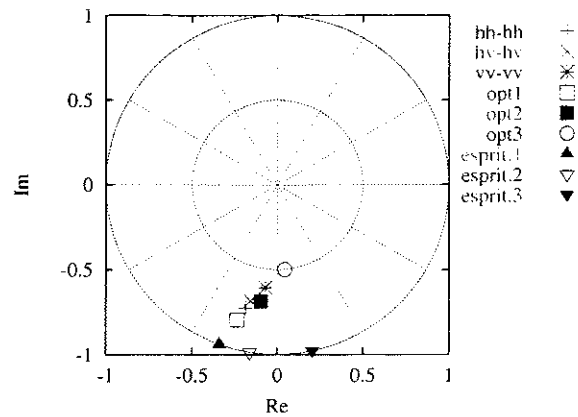 1
0.5
0
-0.5
-1
-1
-0.5
0
0.5
1
Im
Re
hh-hh
hv-hv
vv-vv
opt1
opt2
opt3
esprit.1
esprit.2
esprit.3